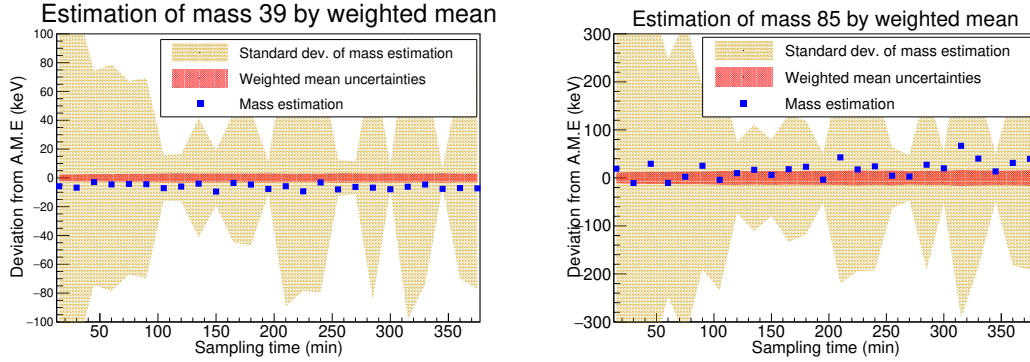 Estimation of mass 39 by weighted mean
Deviation from A.M.E (keV)
100
80
60
40
20
0
−20
−40
−60
−80
−100
Standard dev. of mass estimation
Weighted mean uncertainties
Mass estimation
50 100 150 200 250 300 350
Sampling time (min)
Estimation of mass 85 by weighted mean
Deviation from A.M.E (keV)
300
200
100
0
−100
−200
−300
Standard dev. of mass estimation
Weighted mean uncertainties
Mass estimation
50 100 150 200 250 300 350
Sampling time (min)